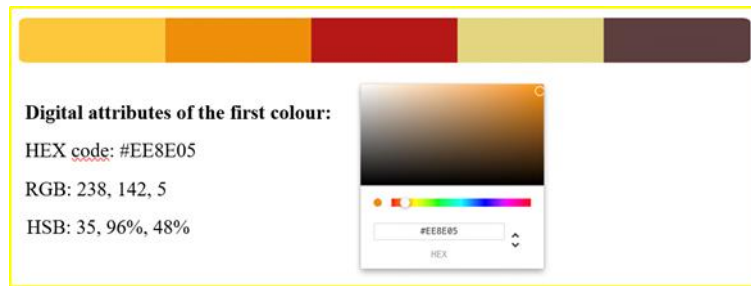 Digital attributes of the first colour:
HEX code: #EE8E05
RGB: 238, 142, 5
HSB: 35, 96%, 48%
#EE8E05
HEX